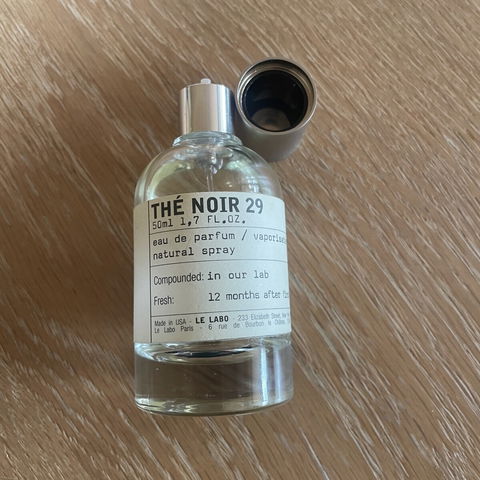 THÉ NOIR 29
50ml 1,7 FL.OZ.
eau de parfum /
natural spray
Compounded: in our lab
Fresh: 12 months after
Made in USA - LE LABO - 233 Elizabeth Street,
Le Labo Paris - 6 rue de Bourbon le Château,